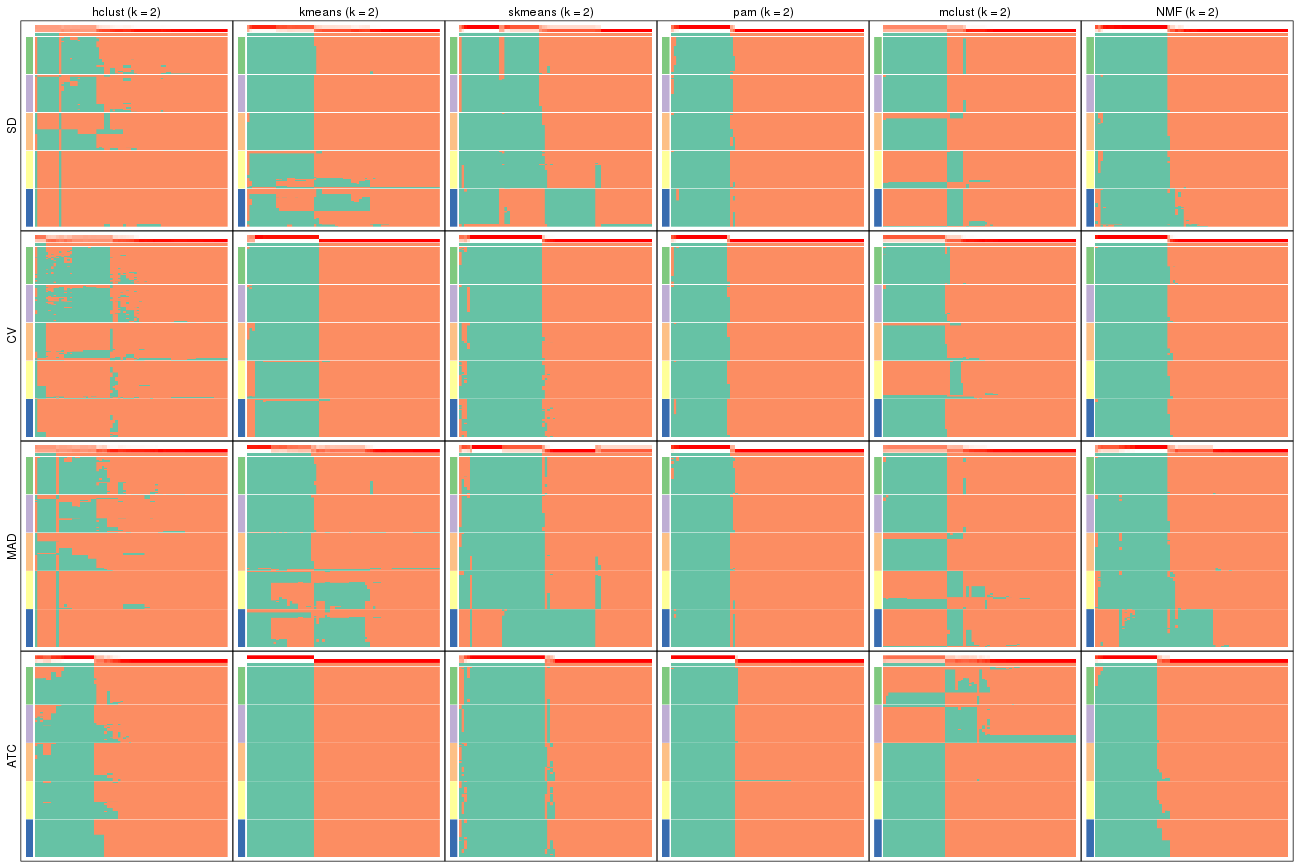 hclust (k = 2)
kmeans (k = 2)
skmeans (k = 2)
pam (k = 2)
mclust (k = 2)
NMF (k = 2)
SD
CV
MAD
ATC